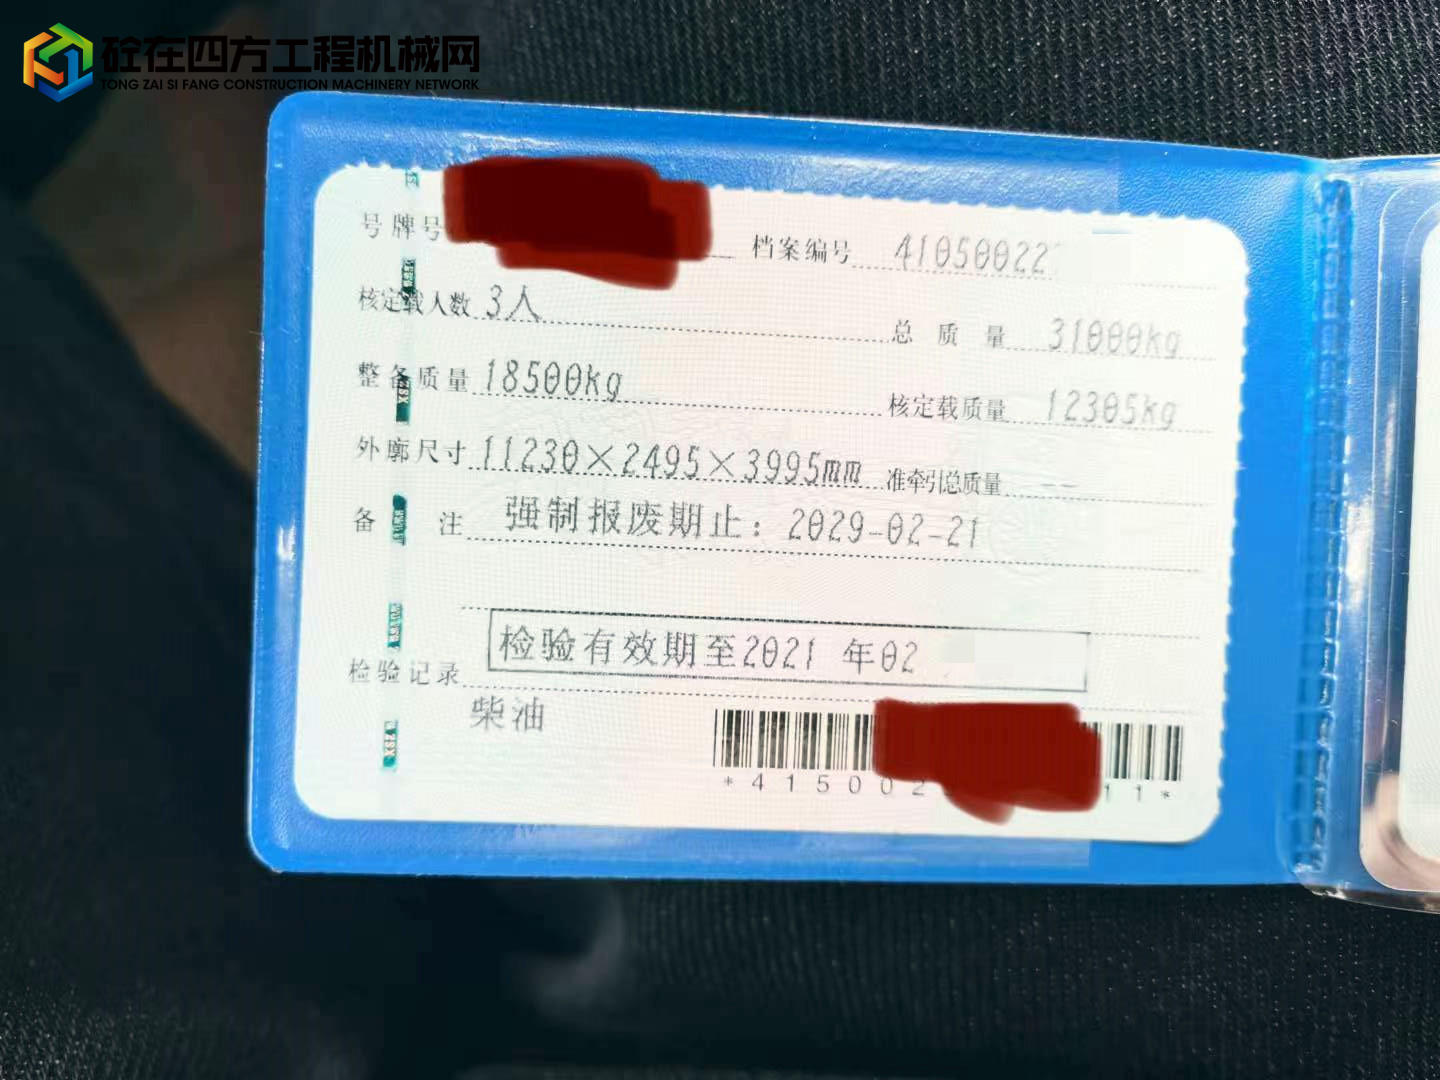 砼在四方工程机械网
TONG ZAI SI FANG CONSTRUCTION MACHINERY NETWORK
号牌号 档案编号 41050022
核定载人数 3人 总质量 31000kg
整备质量 18500kg 核定载质量 12305kg
外廓尺寸 11230×2495×3995mm 准牵引总质量 --
备注 强制报废期止：2029-02-21
检验记录 检验有效期至2021 年02
柴油
*415002 11*